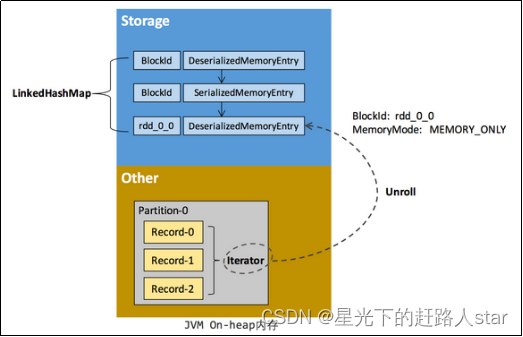 Storage
BlockId DeserializedMemoryEntry
LinkedHashMap
BlockId SerializedMemoryEntry
rdd_0_0 DeserializedMemoryEntry
BlockId: rdd_0_0
MemoryMode: MEMORY_ONLY
Other
Unroll
Partition-0
Record-0
Record-1
Iterator
Record-2
CSDN @星光下的赶路人star
JVM On-heap内存